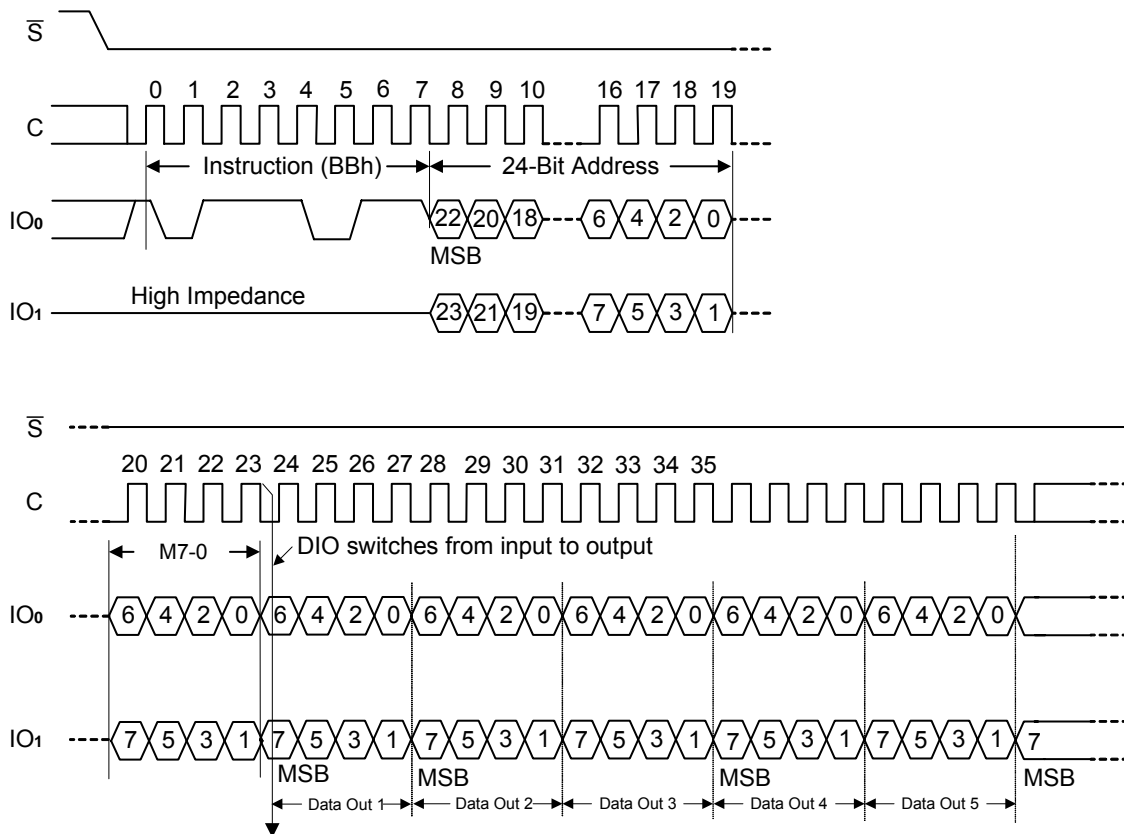 S
0 1 2 3 4 5 6 7 8 9 10 16 17 18 19
C
Instruction (BBh) 24-Bit Address
IO0 22 20 18 6 4 2 0
MSB
High Impedance
IO1 23 21 19 7 5 3 1
S
20 21 22 23 24 25 26 27 28 29 30 31 32 33 34 35
C
M7-0 DIO switches from input to output
IO0 6 4 2 0 6 4 2 0 6 4 2 0 6 4 2 0 6 4 2 0 6 4 2 0
IO1 7 5 3 1 7 5 3 1 7 5 3 1 7 5 3 1 7 5 3 1 7 5 3 1 7
MSB MSB MSB MSB
Data Out 1 Data Out 2 Data Out 3 Data Out 4 Data Out 5